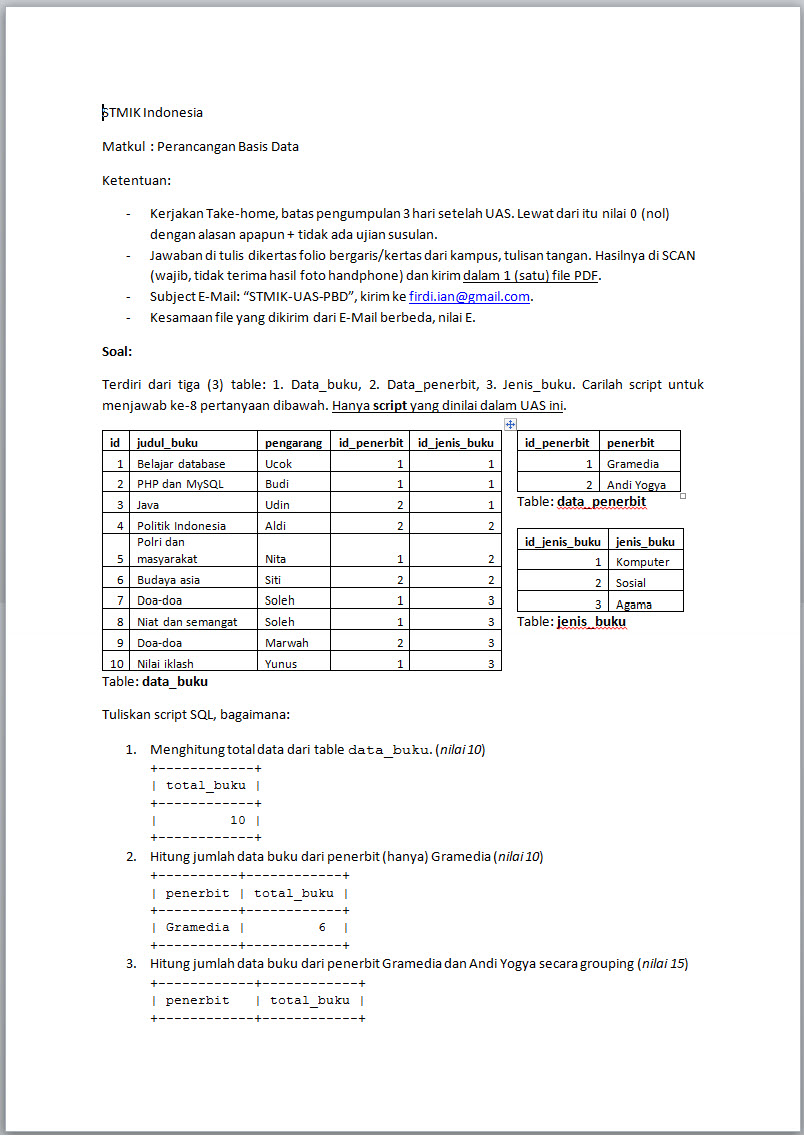 STMIK Indonesia
Matkul : Perancangan Basis Data
Ketentuan:
- Kerjakan Take-home, batas pengumpulan 3 hari setelah UAS. Lewat dari itu nilai 0 (nol)
dengan alasan apapun + tidak ada ujian susulan.
- Jawaban di tulis dikertas folio bergaris/kertas dari kampus, tulisan tangan. Hasilnya di SCAN
(wajib, tidak terima hasil foto handphone) dan kirim dalam 1 (satu) file PDF.
- Subject E-Mail: “STMIK-UAS-PBD”, kirim ke firdi.ian@gmail.com.
- Kesamaan file yang dikirim dari E-Mail berbeda, nilai E.
Soal:
Terdiri dari tiga (3) table: 1. Data_buku, 2. Data_penerbit, 3. Jenis_buku. Carilah script untuk
menjawab ke-8 pertanyaan dibawah. Hanya script yang dinilai dalam UAS ini.
id judul_buku pengarang id_penerbit id_jenis_buku
1 Belajar database Ucok 1 1
2 PHP dan MySQL Budi 1 1
3 Java Udin 2 1
4 Politik Indonesia Aldi 2 2
Polri dan
5 masyarakat Nita 1 2
6 Budaya asia Siti 2 2
7 Doa-doa Soleh 1 3
8 Niat dan semangat Soleh 1 3
9 Doa-doa Marwah 2 3
10 Nilai iklash Yunus 1 3
Table: data_buku
id_penerbit penerbit
1 Gramedia
2 Andi Yogya
Table: data_penerbit
id_jenis_buku jenis_buku
1 Komputer
2 Sosial
3 Agama
Table: jenis_buku
Tuliskan script SQL, bagaimana:
1. Menghitung total data dari table data_buku. (nilai 10)
+------------+
| total_buku |
+------------+
| 10 |
+------------+
2. Hitung jumlah data buku dari penerbit (hanya) Gramedia (nilai 10)
+----------+------------+
| penerbit | total_buku |
+----------+------------+
| Gramedia | 6 |
+----------+------------+
3. Hitung jumlah data buku dari penerbit Gramedia dan Andi Yogya secara grouping (nilai 15)
+------------+------------+
| penerbit | total_buku |
+------------+------------+